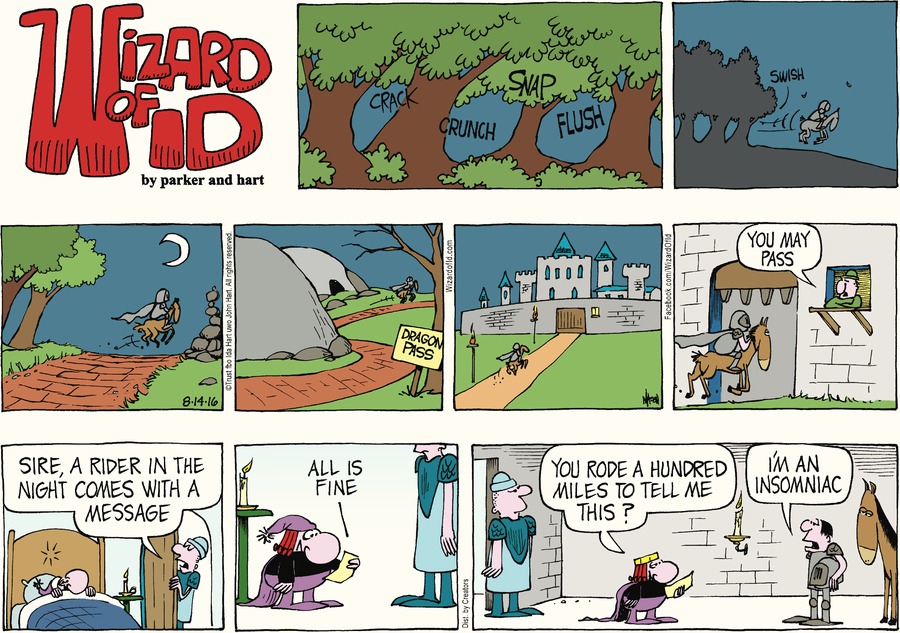 WIZARD
OF
ID
by parker and hart
CRACK
CRUNCH
SNAP
FLUSH
SWISH
8-14-16
©Trust fbo Ida Hart uwo John Hart. All rights reserved.
DRAGON
PASS
Wizardofid.com
Facebook.com/WizardOfId
YOU MAY
PASS
SIRE, A RIDER IN THE
NIGHT COMES WITH A
MESSAGE
ALL IS
FINE
Dist. by Creators
YOU RODE A HUNDRED
MILES TO TELL ME
THIS?
I'M AN
INSOMNIAC